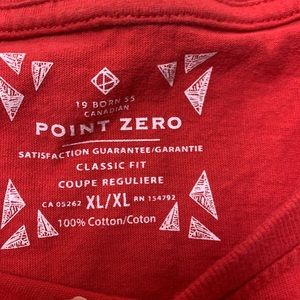 19 BORN 55
CANADIAN
POINT ZERO
SATISFACTION GUARANTEE/GARANTIE
CLASSIC FIT
COUPE REGULIERE
CA 05262 XL/XL RN 154792
100% Cotton/Coton